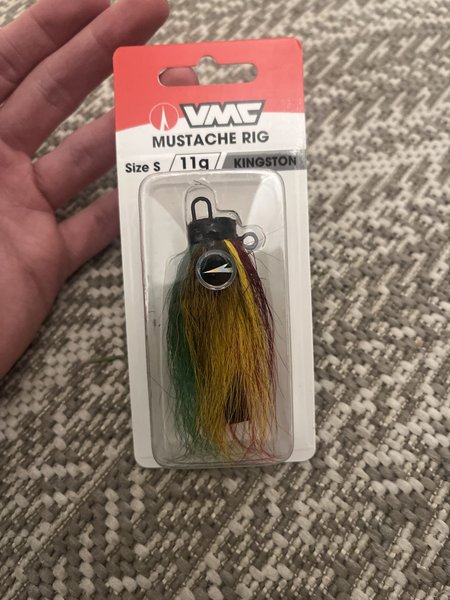 VMC
MUSTACHE RIG
Size S 11g KINGSTON